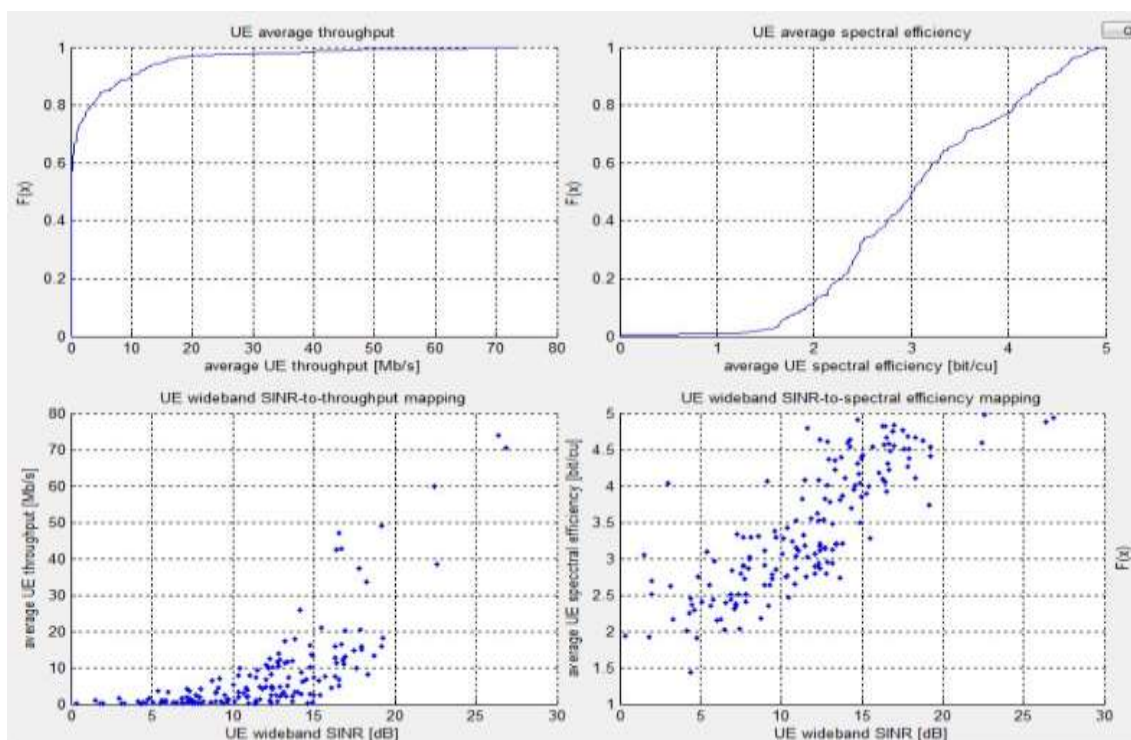 UE average throughput
1
0.8
0.6
0.4
0.2
0
F(x)
0 10 20 30 40 50 60 70 80
average UE throughput [Mb/s]
UE average spectral efficiency
1
0.8
0.6
0.4
0.2
0
F(x)
0 1 2 3 4 5
average UE spectral efficiency [bit/cu]
UE wideband SINR-to-throughput mapping
80
70
60
50
40
30
20
10
0
average UE throughput [Mb/s]
0 5 10 15 20 25 30
UE wideband SINR [dB]
UE wideband SINR-to-spectral efficiency mapping
5
4.5
4
3.5
3
2.5
2
1.5
1
average UE specctral efficiency [bit/cu]
0 5 10 15 20 25 30
UE wideband SINR [dB]
F(x)